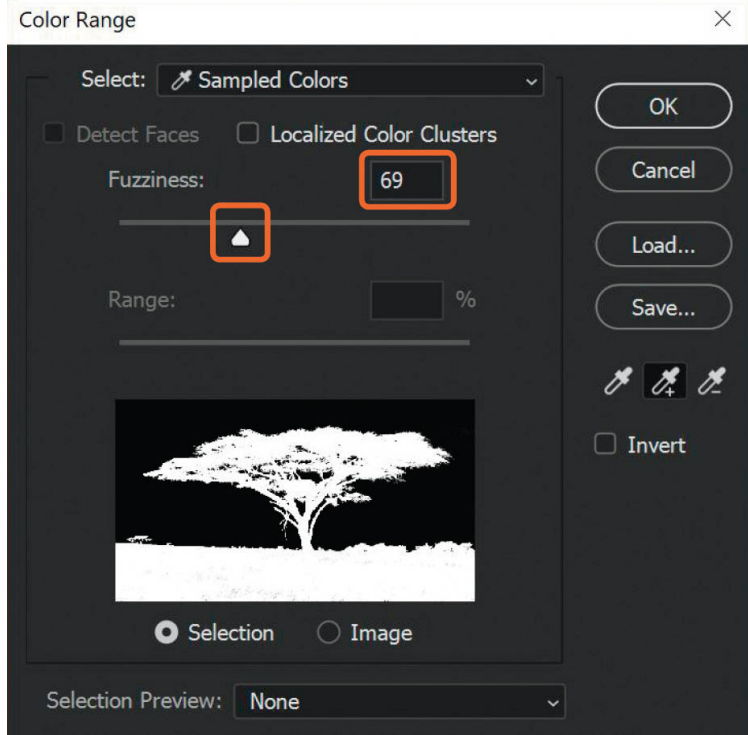 Color Range
Select: Sampled Colors
Detect Faces Localized Color Clusters
Fuzziness: 69
Range: %
Selection Image
Selection Preview: None
OK
Cancel
Load...
Save...
Invert